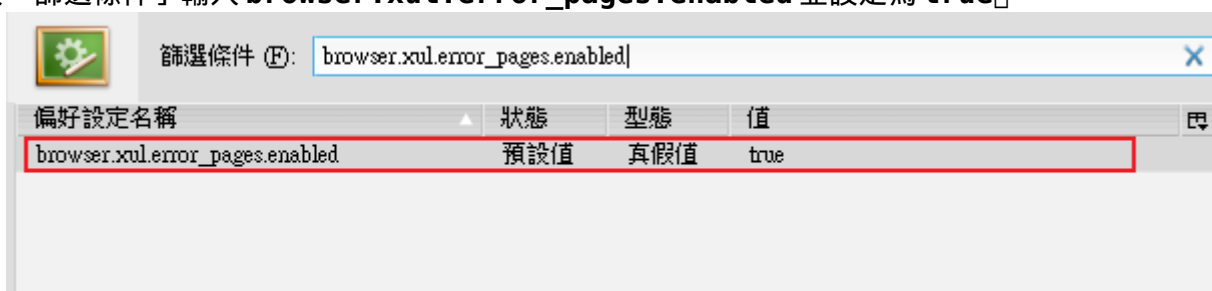 篩選條件」輸入 browser.xul.error_pages.enabled 並設定為 true
篩選條件 (F): browser.xul.error_pages.enabled
偏好設定名稱 狀態 型態 值
browser.xul.error_pages.enabled 預設值 真假值 true